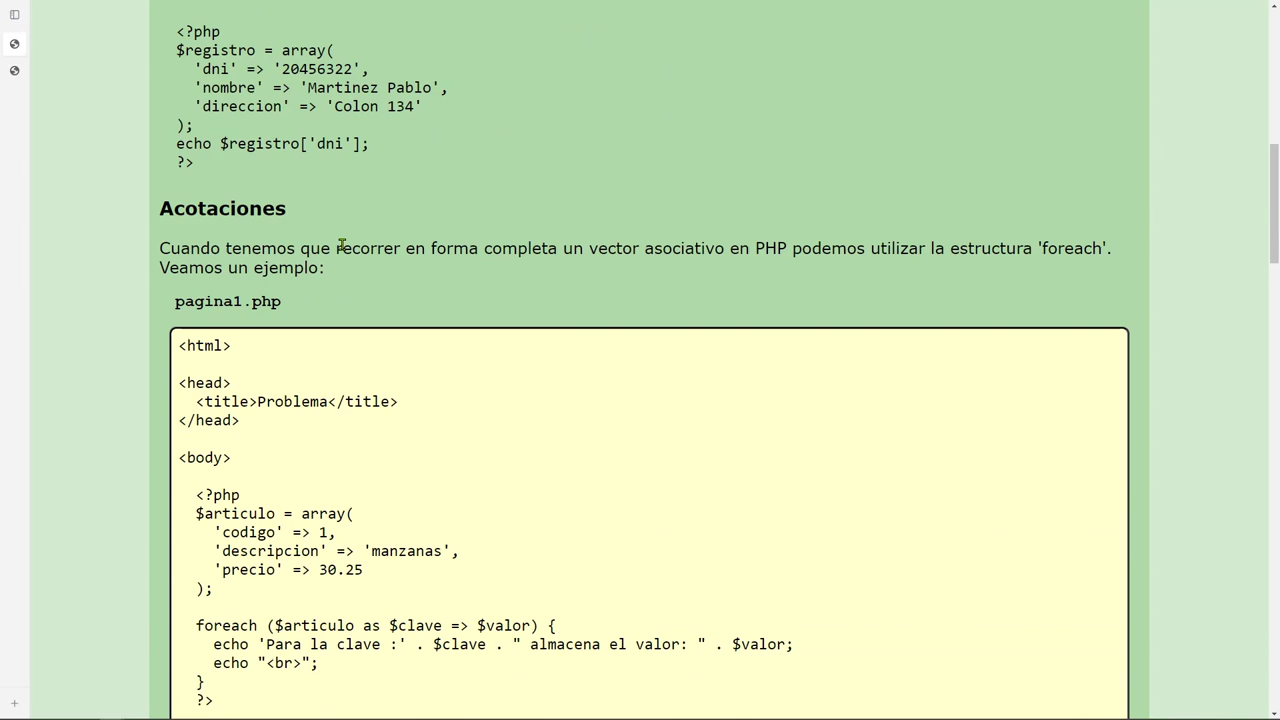 <?php
$registro = array(
  'dni' => '20456322',
  'nombre' => 'Martinez Pablo',
  'direccion' => 'Colon 134'
);
echo $registro['dni'];
?>
Acotaciones
Cuando tenemos que recorrer en forma completa un vector asociativo en PHP podemos utilizar la estructura 'foreach'.
Veamos un ejemplo:
pagina1.php
<html>
<head>
  <title>Problema</title>
</head>
<body>
  <?php
  $articulo = array(
    'codigo' => 1,
    'descripcion' => 'manzanas',
    'precio' => 30.25
  );
  foreach ($articulo as $clave => $valor) {
    echo 'Para la clave :' . $clave . " almacena el valor: " . $valor;
    echo "<br>";
  }
  ?>